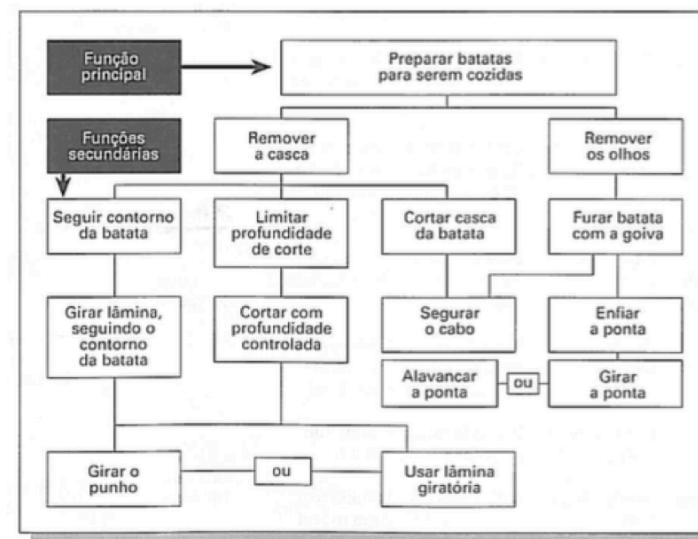 Função
principal
Preparar batatas
para serem cozidas
Funções
secundárias
Remover
a casca
Remover
os olhos
Seguir contorno
da batata
Limitar
profundidade
de corte
Cortar casca
da batata
Furar batata
com a goiva
Girar lâmina,
seguindo o
contorno
da batata
Cortar com
profundidade
controlada
Segurar
o cabo
Enfiar
a ponta
Alavancar
a ponta
ou
Girar
a ponta
Girar o
punho
ou
Usar lâmina
giratória